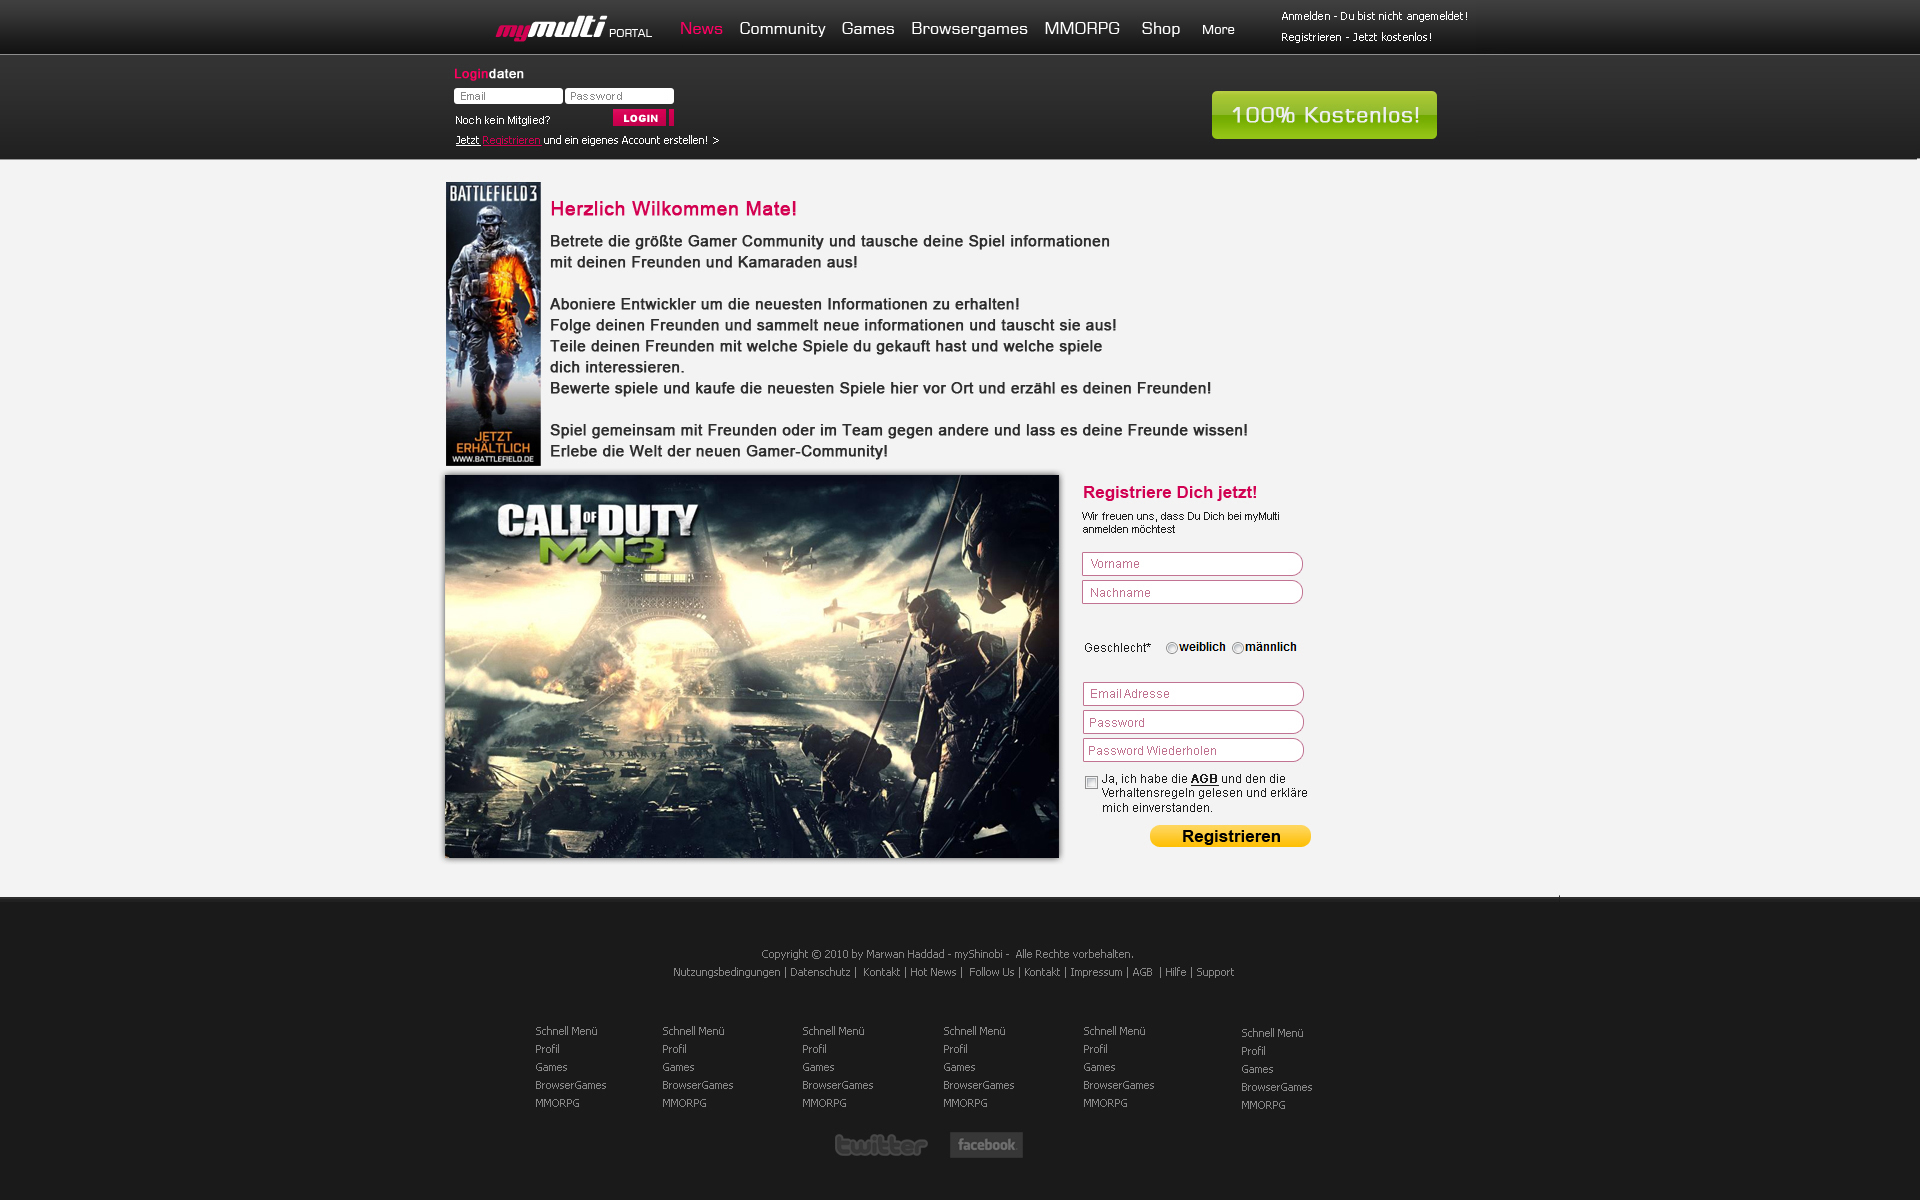 mymulti PORTAL
News Community Games Browsergames MMORPG Shop More
Anmelden - Du bist nicht angemeldet!
Registrieren - Jetzt kostenlos!
Logindaten
Email Password
Noch kein Mitglied? LOGIN
Jetzt Registrieren und ein eigenes Account erstellen! >
100% Kostenlos!
BATTLEFIELD 3
JETZT
ERHÄLTLICH
WWW.BATTLEFIELD.DE
Herzlich Wilkommen Mate!
Betrete die größte Gamer Community und tausche deine Spiel informationen
mit deinen Freunden und Kamaraden aus!
Aboniere Entwickler um die neuesten Informationen zu erhalten!
Folge deinen Freunden und sammelt neue informationen und tauscht sie aus!
Teile deinen Freunden mit welche Spiele du gekauft hast und welche spiele
dich interessieren.
Bewerte spiele und kaufe die neuesten Spiele hier vor Ort und erzähl es deinen Freunden!
Spiel gemeinsam mit Freunden oder im Team gegen andere und lass es deine Freunde wissen!
Erlebe die Welt der neuen Gamer-Community!
CALL OF DUTY
MW3
Registriere Dich jetzt!
Wir freuen uns, dass Du Dich bei myMulti
anmelden möchtest
Vorname
Nachname
Geschlecht* weiblich männlich
Email Adresse
Password
Password Wiederholen
Ja, ich habe die AGB und den die
Verhaltensregeln gelesen und erkläre
mich einverstanden.
Registrieren
Copyright © 2010 by Marwan Haddad - myShinobi - Alle Rechte vorbehalten.
Nutzungsbedingungen | Datenschutz | Kontakt | Hot News | Follow Us | Kontakt | Impressum | AGB | Hilfe | Support
Schnell Menü Schnell Menü Schnell Menü Schnell Menü Schnell Menü Schnell Menü
Profil Profil Profil Profil Profil Profil
Games Games Games Games Games Games
BrowserGames BrowserGames BrowserGames BrowserGames BrowserGames BrowserGames
MMORPG MMORPG MMORPG MMORPG MMORPG MMORPG
twitter facebook